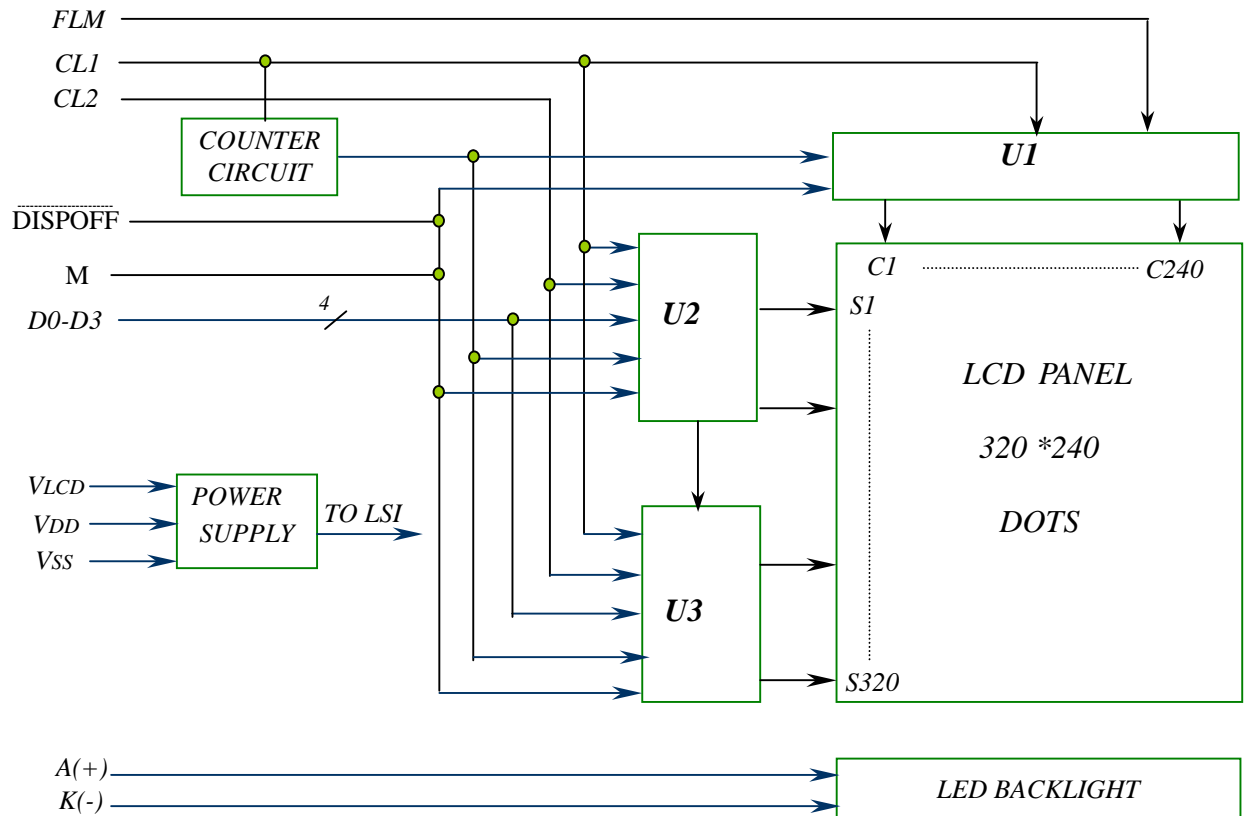 FLM
CL1
CL2
COUNTER
CIRCUIT
U1
DISPOFF
M
C1
C240
D0-D3
4
U2
S1
LCD PANEL
320 *240
DOTS
VLCD
VDD
VSS
POWER
SUPPLY
TO LSI
U3
S320
A(+)
K(-)
LED BACKLIGHT